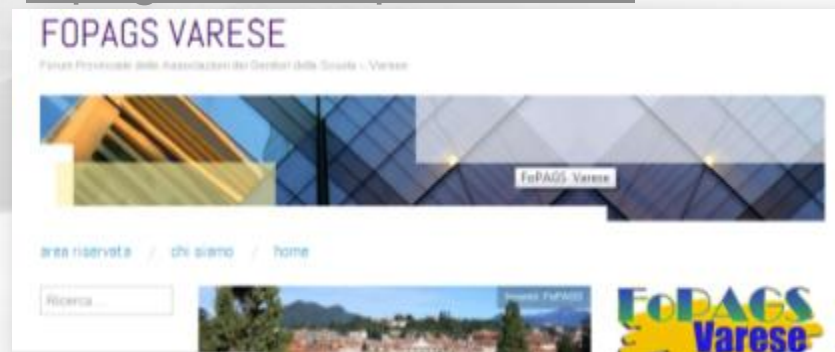 FOPAGS VARESE
Forum Provinciale delle Associazioni dei Genitori della Scuola - Varese
FoPAGS Varese
area riservata / chi siamo / home
Ricerca ...
FoPAGS
FoPAGS
Varese